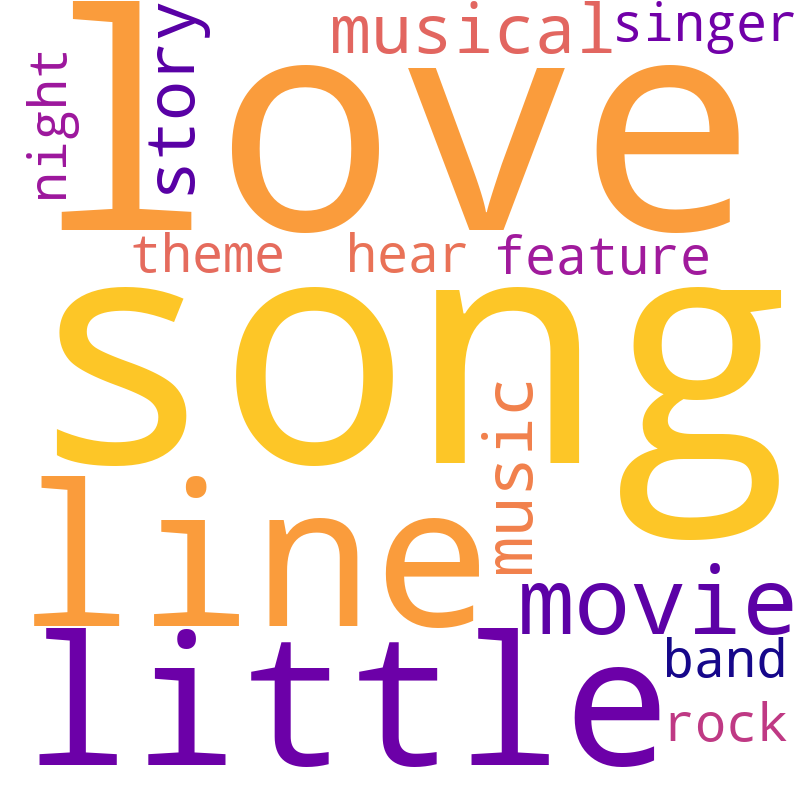 musical
singer
night
story
love
theme
hear
feature
song
music
line
movie
little
band
rock